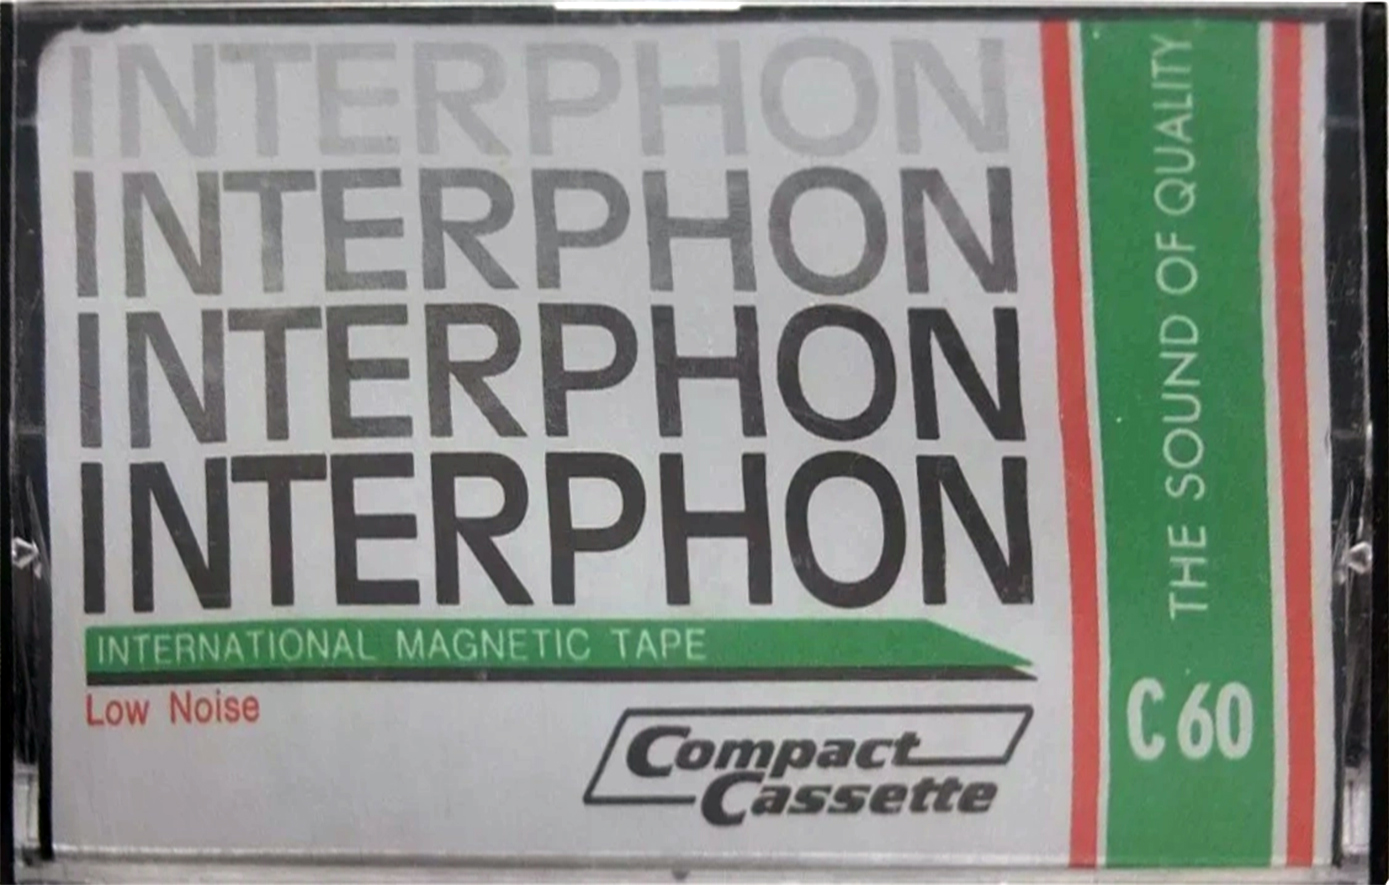 INTERPHON
INTERPHON
INTERPHON
INTERPHON
INTERNATIONAL MAGNETIC TAPE
Low Noise
Compact
Cassette
THE SOUND OF QUALITY
C 60